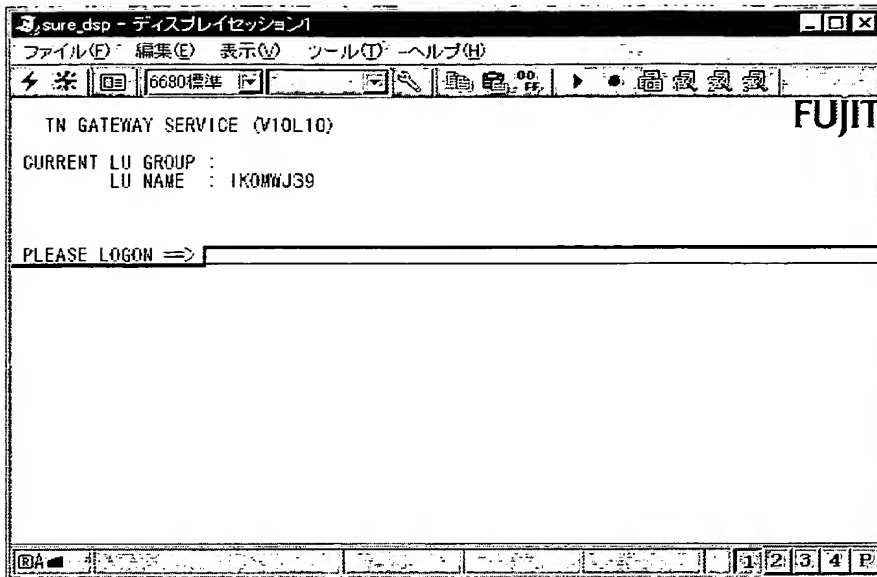 sure_dsp - ディスプレイセッション1
ファイル(F) 編集(E) 表示(V) ツール(T) ヘルプ(H)
6680標準
FUJIT
TN GATEWAY SERVICE (V10L10)
CURRENT LU GROUP :
LU NAME : IKOMWJ39
PLEASE LOGON ==>
A 1 2 3 4 P